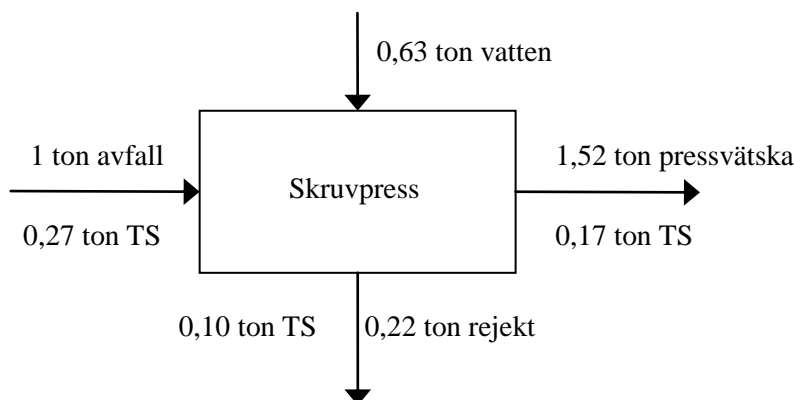 0,63 ton vatten
1 ton avfall
1,52 ton pressvätska
Skruvpress
0,27 ton TS
0,17 ton TS
0,10 ton TS
0,22 ton rejekt